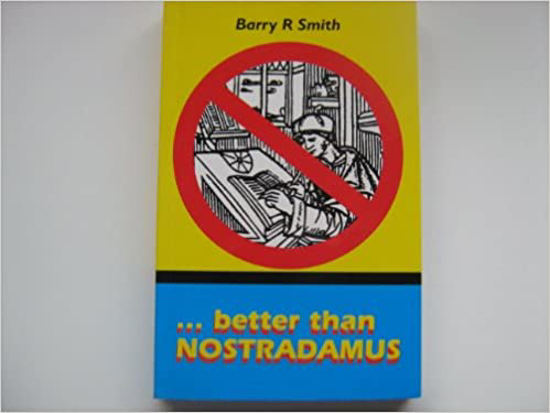 Barry R Smith
... better than
NOSTRADAMUS